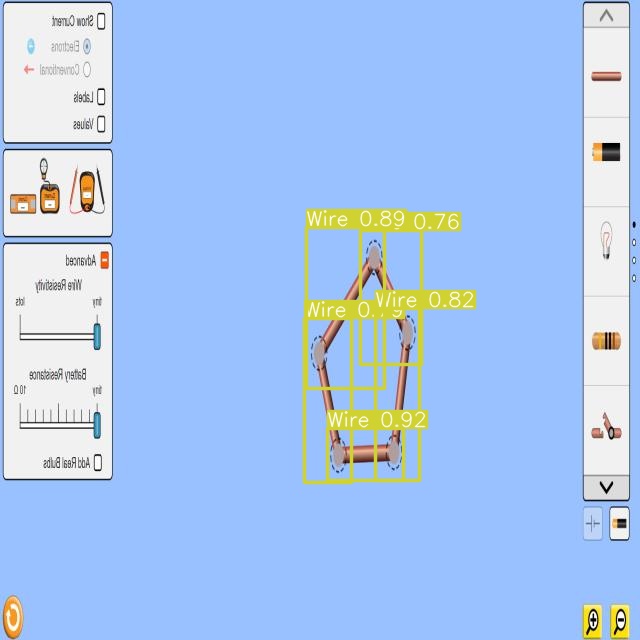 Show Current
Electrons
Conventional
Labels
Values
Advanced
Wire Resistivity
tiny
lots
Battery Resistance
tiny
10 Ω
Add Real Bulbs
Wire 0.89
0.76
Wire 0.79
Wire 0.82
Wire 0.92